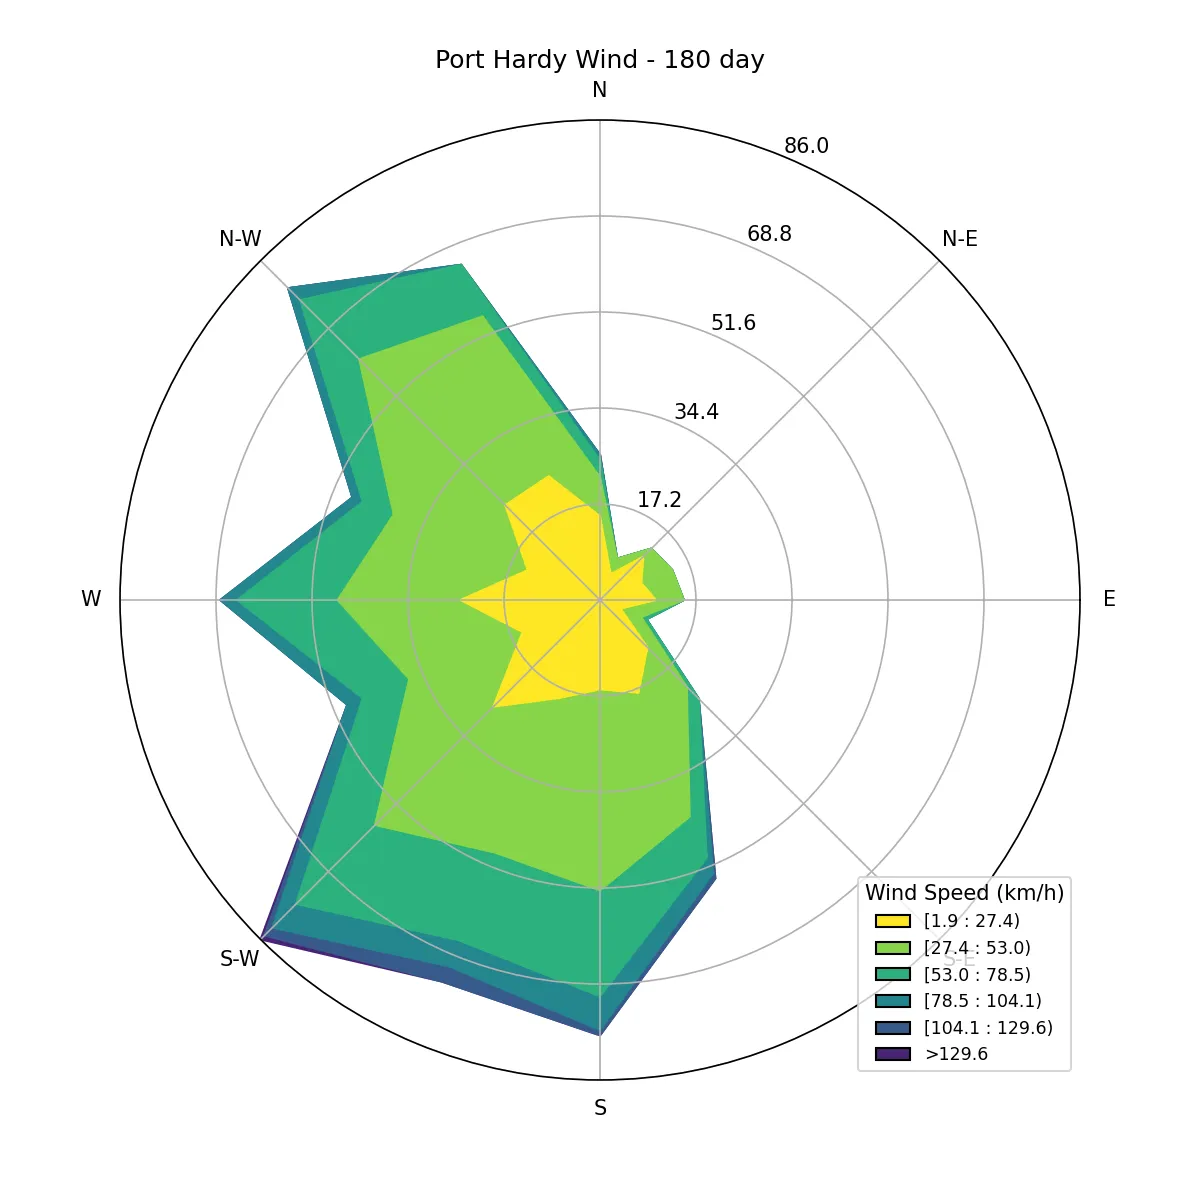 Port Hardy Wind - 180 day
N
86.0
68.8
N-W
N-E
51.6
34.4
17.2
W
E
Wind Speed (km/h)
[1.9 : 27.4)
[27.4 : 53.0)
S-W
S-E
[53.0 : 78.5)
[78.5 : 104.1)
[104.1 : 129.6)
>129.6
S